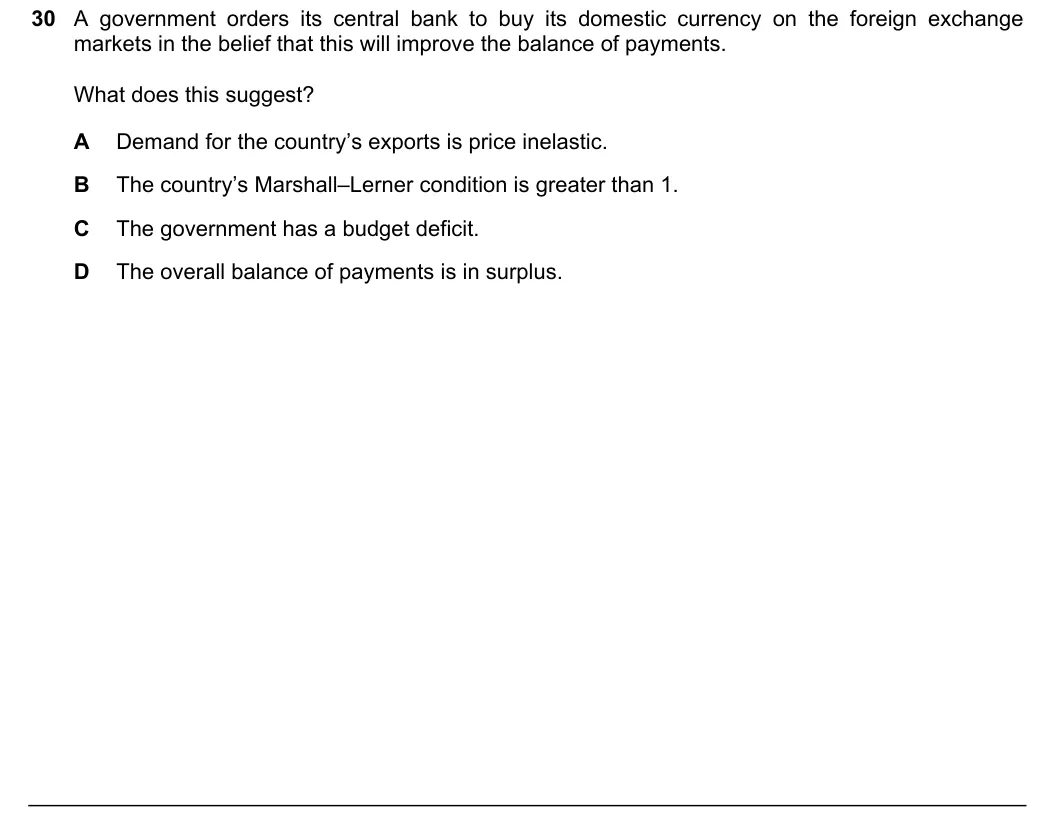 30 A government orders its central bank to buy its domestic currency on the foreign exchange
markets in the belief that this will improve the balance of payments.
What does this suggest?
A Demand for the country’s exports is price inelastic.
B The country’s Marshall–Lerner condition is greater than 1.
C The government has a budget deficit.
D The overall balance of payments is in surplus.